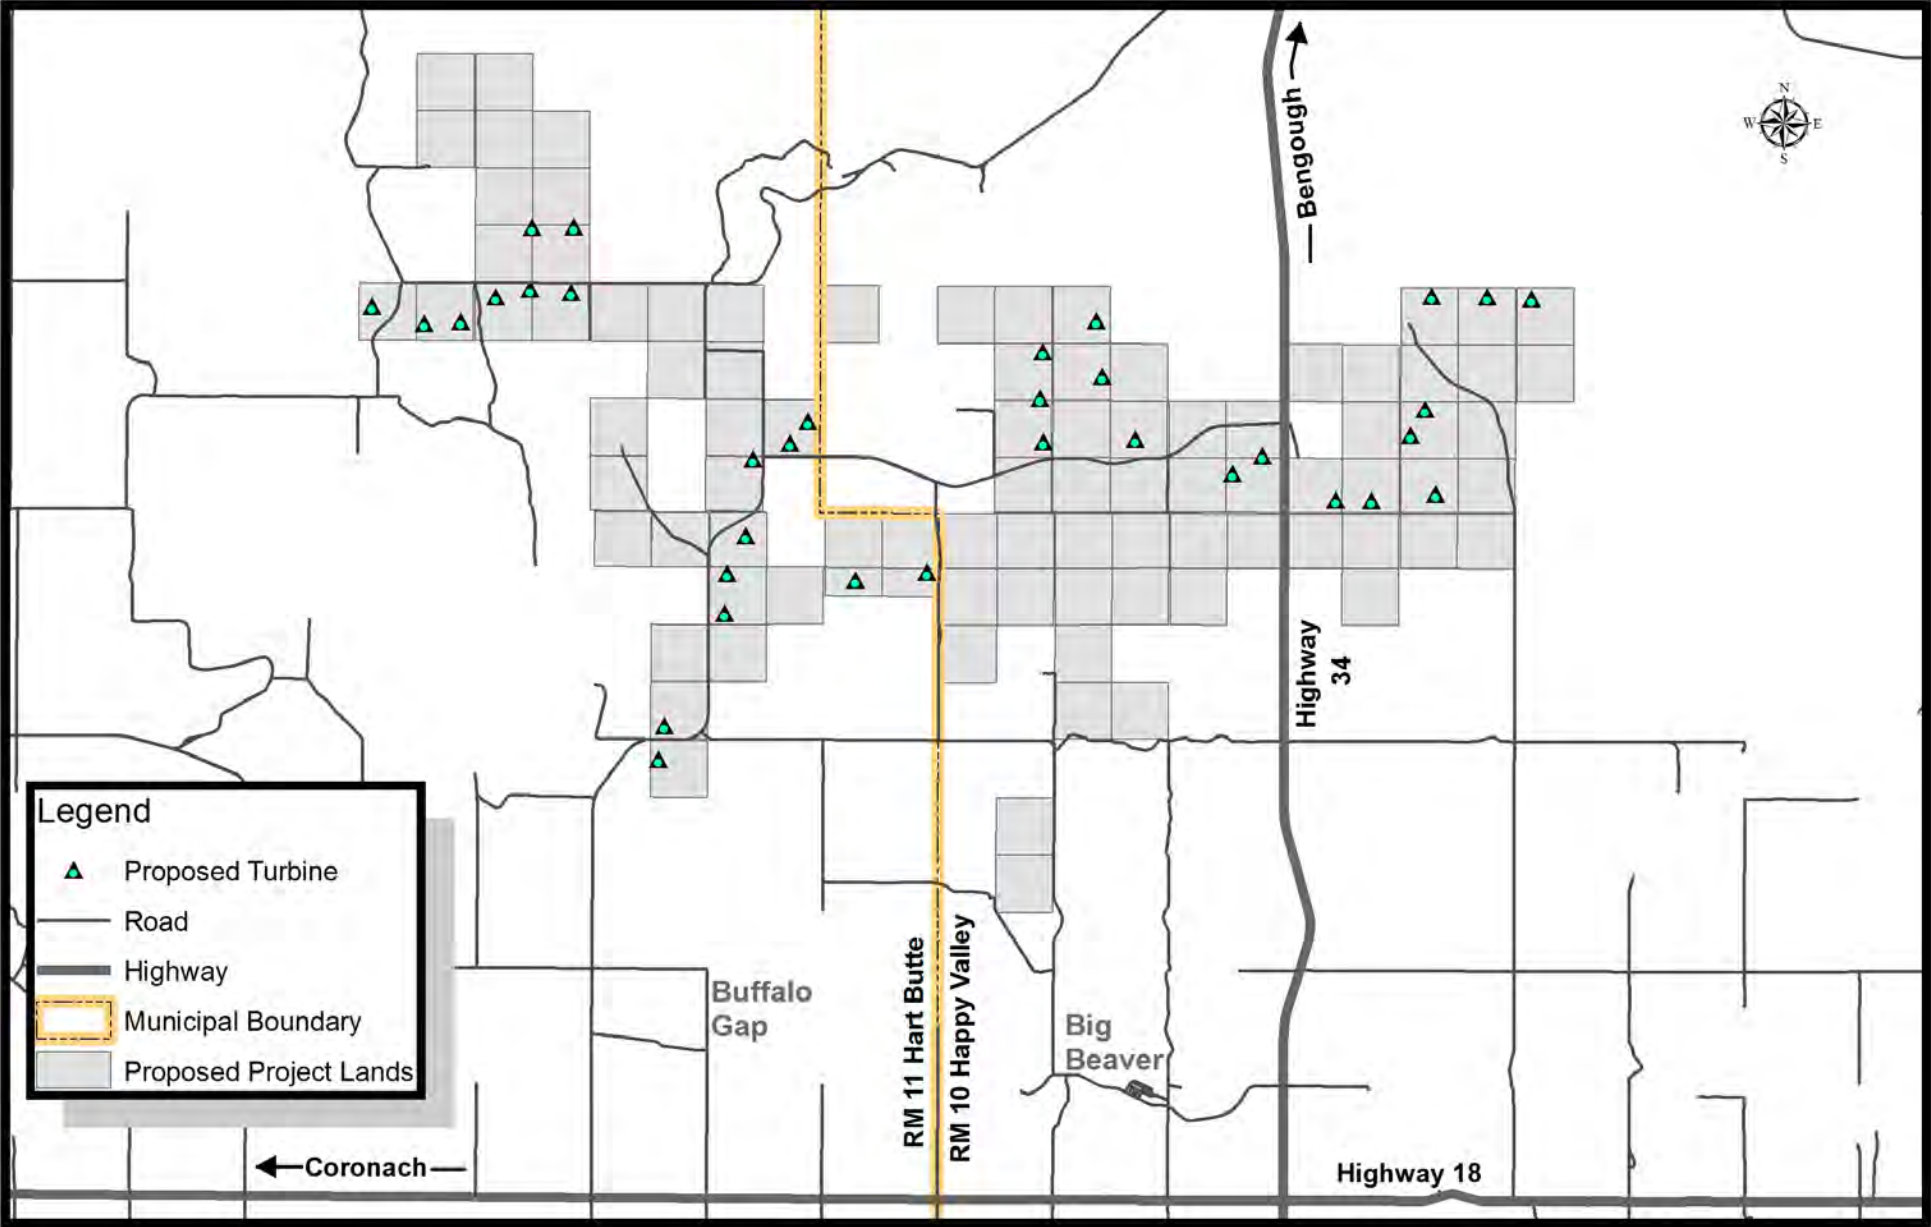 Bengough
N
W
E
S
Highway
34
Legend
Proposed Turbine
Road
Highway
Municipal Boundary
Proposed Project Lands
Buffalo
Gap
RM 11 Hart Butte
RM 10 Happy Valley
Big
Beaver
Coronach
Highway 18